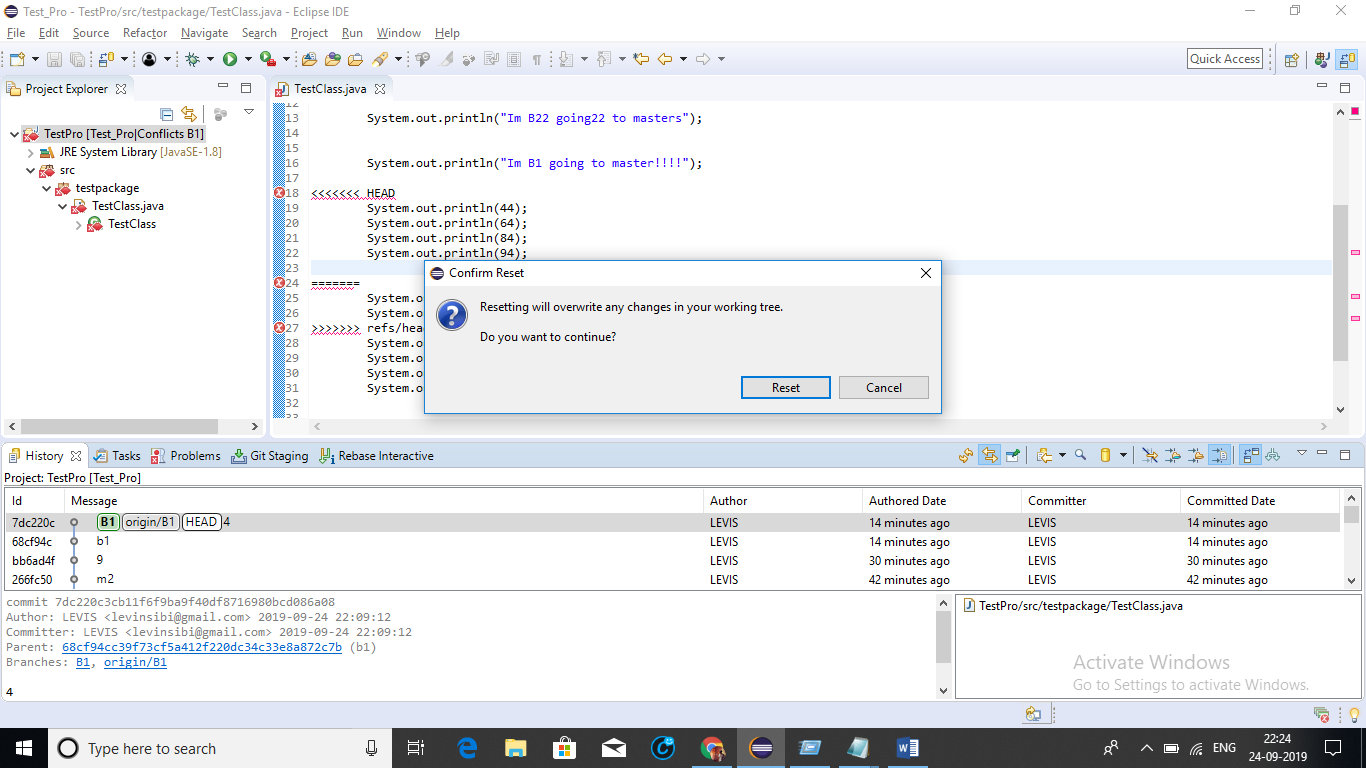 Test_Pro - TestPro/src/testpackage/TestClass.java - Eclipse IDE
File Edit Source Refactor Navigate Search Project Run Window Help
Quick Access
Project Explorer
TestPro [Test_Pro|Conflicts B1]
JRE System Library [JavaSE-1.8]
src
testpackage
TestClass.java
TestClass
TestClass.java
12
13 System.out.println("Im B22 going22 to masters");
14
15
16 System.out.println("Im B1 going to master!!!!");
17
18 <<<<<<< HEAD
19 System.out.println(44);
20 System.out.println(64);
21 System.out.println(84);
22 System.out.println(94);
23
24 =======
25 System.o
26 System.o
27 >>>>>>> refs/hea
28 System.o
29 System.o
30 System.o
31 System.o
32
33
Confirm Reset
Resetting will overwrite any changes in your working tree.
Do you want to continue?
Reset Cancel
History Tasks Problems Git Staging Rebase Interactive
Project: TestPro [Test_Pro]
Id Message Author Authored Date Committer Committed Date
7dc220c B1 origin/B1 HEAD 4 LEVIS 14 minutes ago LEVIS 14 minutes ago
68cf94c b1 LEVIS 14 minutes ago LEVIS 14 minutes ago
bb6ad4f 9 LEVIS 30 minutes ago LEVIS 30 minutes ago
266fc50 m2 LEVIS 42 minutes ago LEVIS 42 minutes ago
commit 7dc220c3cb11f6f9ba9f40df8716980bcd086a08
Author: LEVIS <levinsibi@gmail.com> 2019-09-24 22:09:12
Committer: LEVIS <levinsibi@gmail.com> 2019-09-24 22:09:12
Parent: 68cf94cc39f73cf5a412f220dc34c33e8a872c7b (b1)
Branches: B1, origin/B1
4
TestPro/src/testpackage/TestClass.java
Activate Windows
Go to Settings to activate Windows.
Type here to search
ENG
22:24
24-09-2019